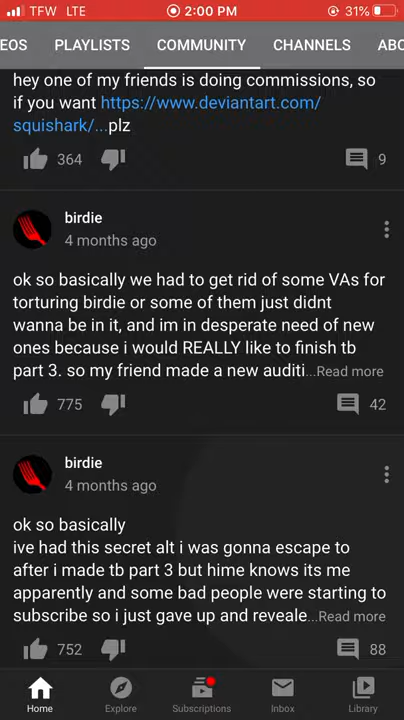 TFW LTE 2:00 PM 31%
EOS PLAYLISTS COMMUNITY CHANNELS ABO
hey one of my friends is doing commissions, so
if you want https://www.deviantart.com/
squishark/...plz
364 9
birdie
4 months ago
ok so basically we had to get rid of some VAs for
torturing birdie or some of them just didnt
wanna be in it, and im in desperate need of new
ones because i would REALLY like to finish tb
part 3. so my friend made a new auditi...Read more
775 42
birdie
4 months ago
ok so basically
ive had this secret alt i was gonna escape to
after i made tb part 3 but hime knows its me
apparently and some bad people were starting to
subscribe so i just gave up and reveale...Read more
752 88
Home Explore Subscriptions Inbox Library